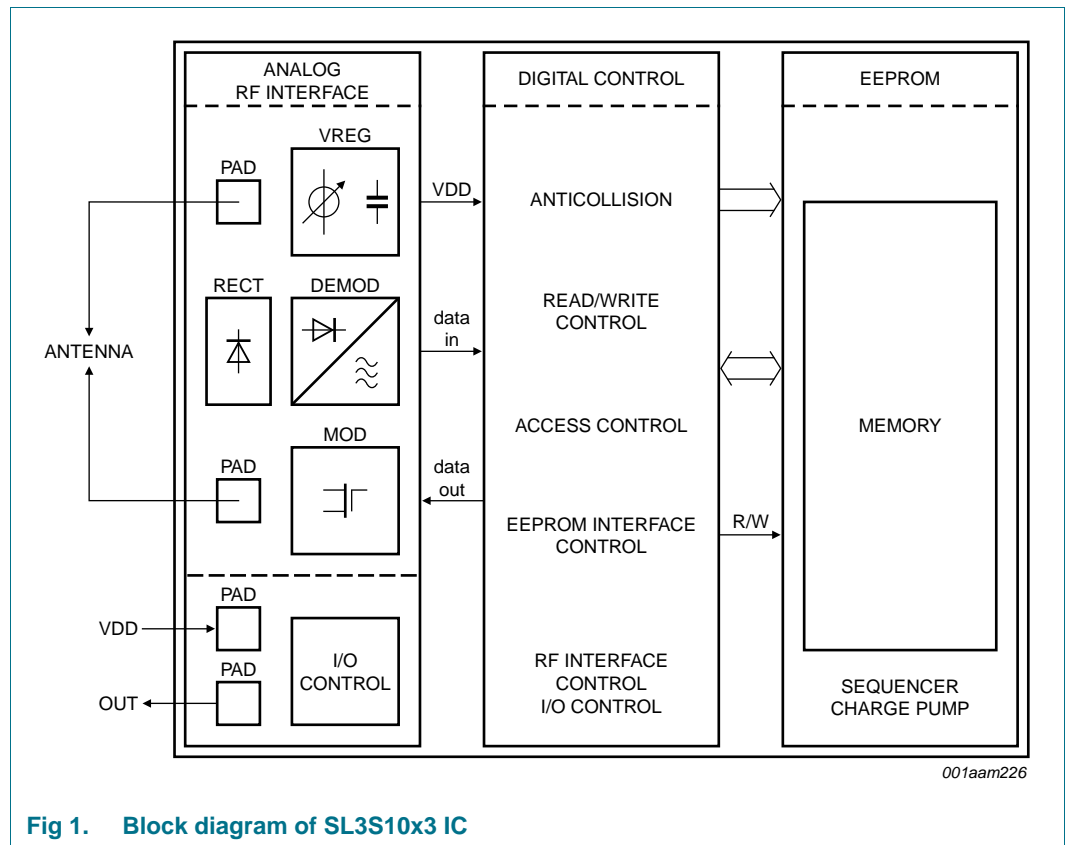 ANALOG
RF INTERFACE
VREG
PAD
VDD
RECT
DEMOD
data
in
ANTENNA
MOD
PAD
data
out
PAD
VDD
I/O
CONTROL
PAD
OUT
DIGITAL CONTROL
ANTICOLLISION
READ/WRITE
CONTROL
ACCESS CONTROL
EEPROM INTERFACE
CONTROL
R/W
RF INTERFACE
CONTROL
I/O CONTROL
EEPROM
MEMORY
SEQUENCER
CHARGE PUMP
001aam226
Fig 1. Block diagram of SL3S10x3 IC